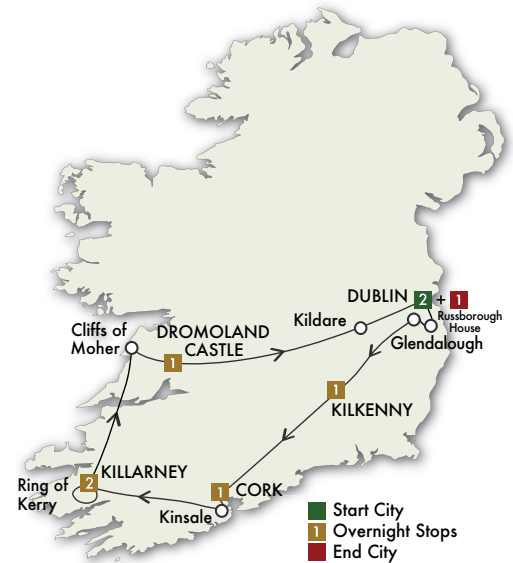 DUBLIN 2 + 1
Russborough
House
Kildare
Glendalough
Cliffs of
Moher
DROMOLAND
CASTLE
1
1
KILKENNY
Ring of
Kerry
2 KILLARNEY
1 CORK
Kinsale
Start City
1 Overnight Stops
End City